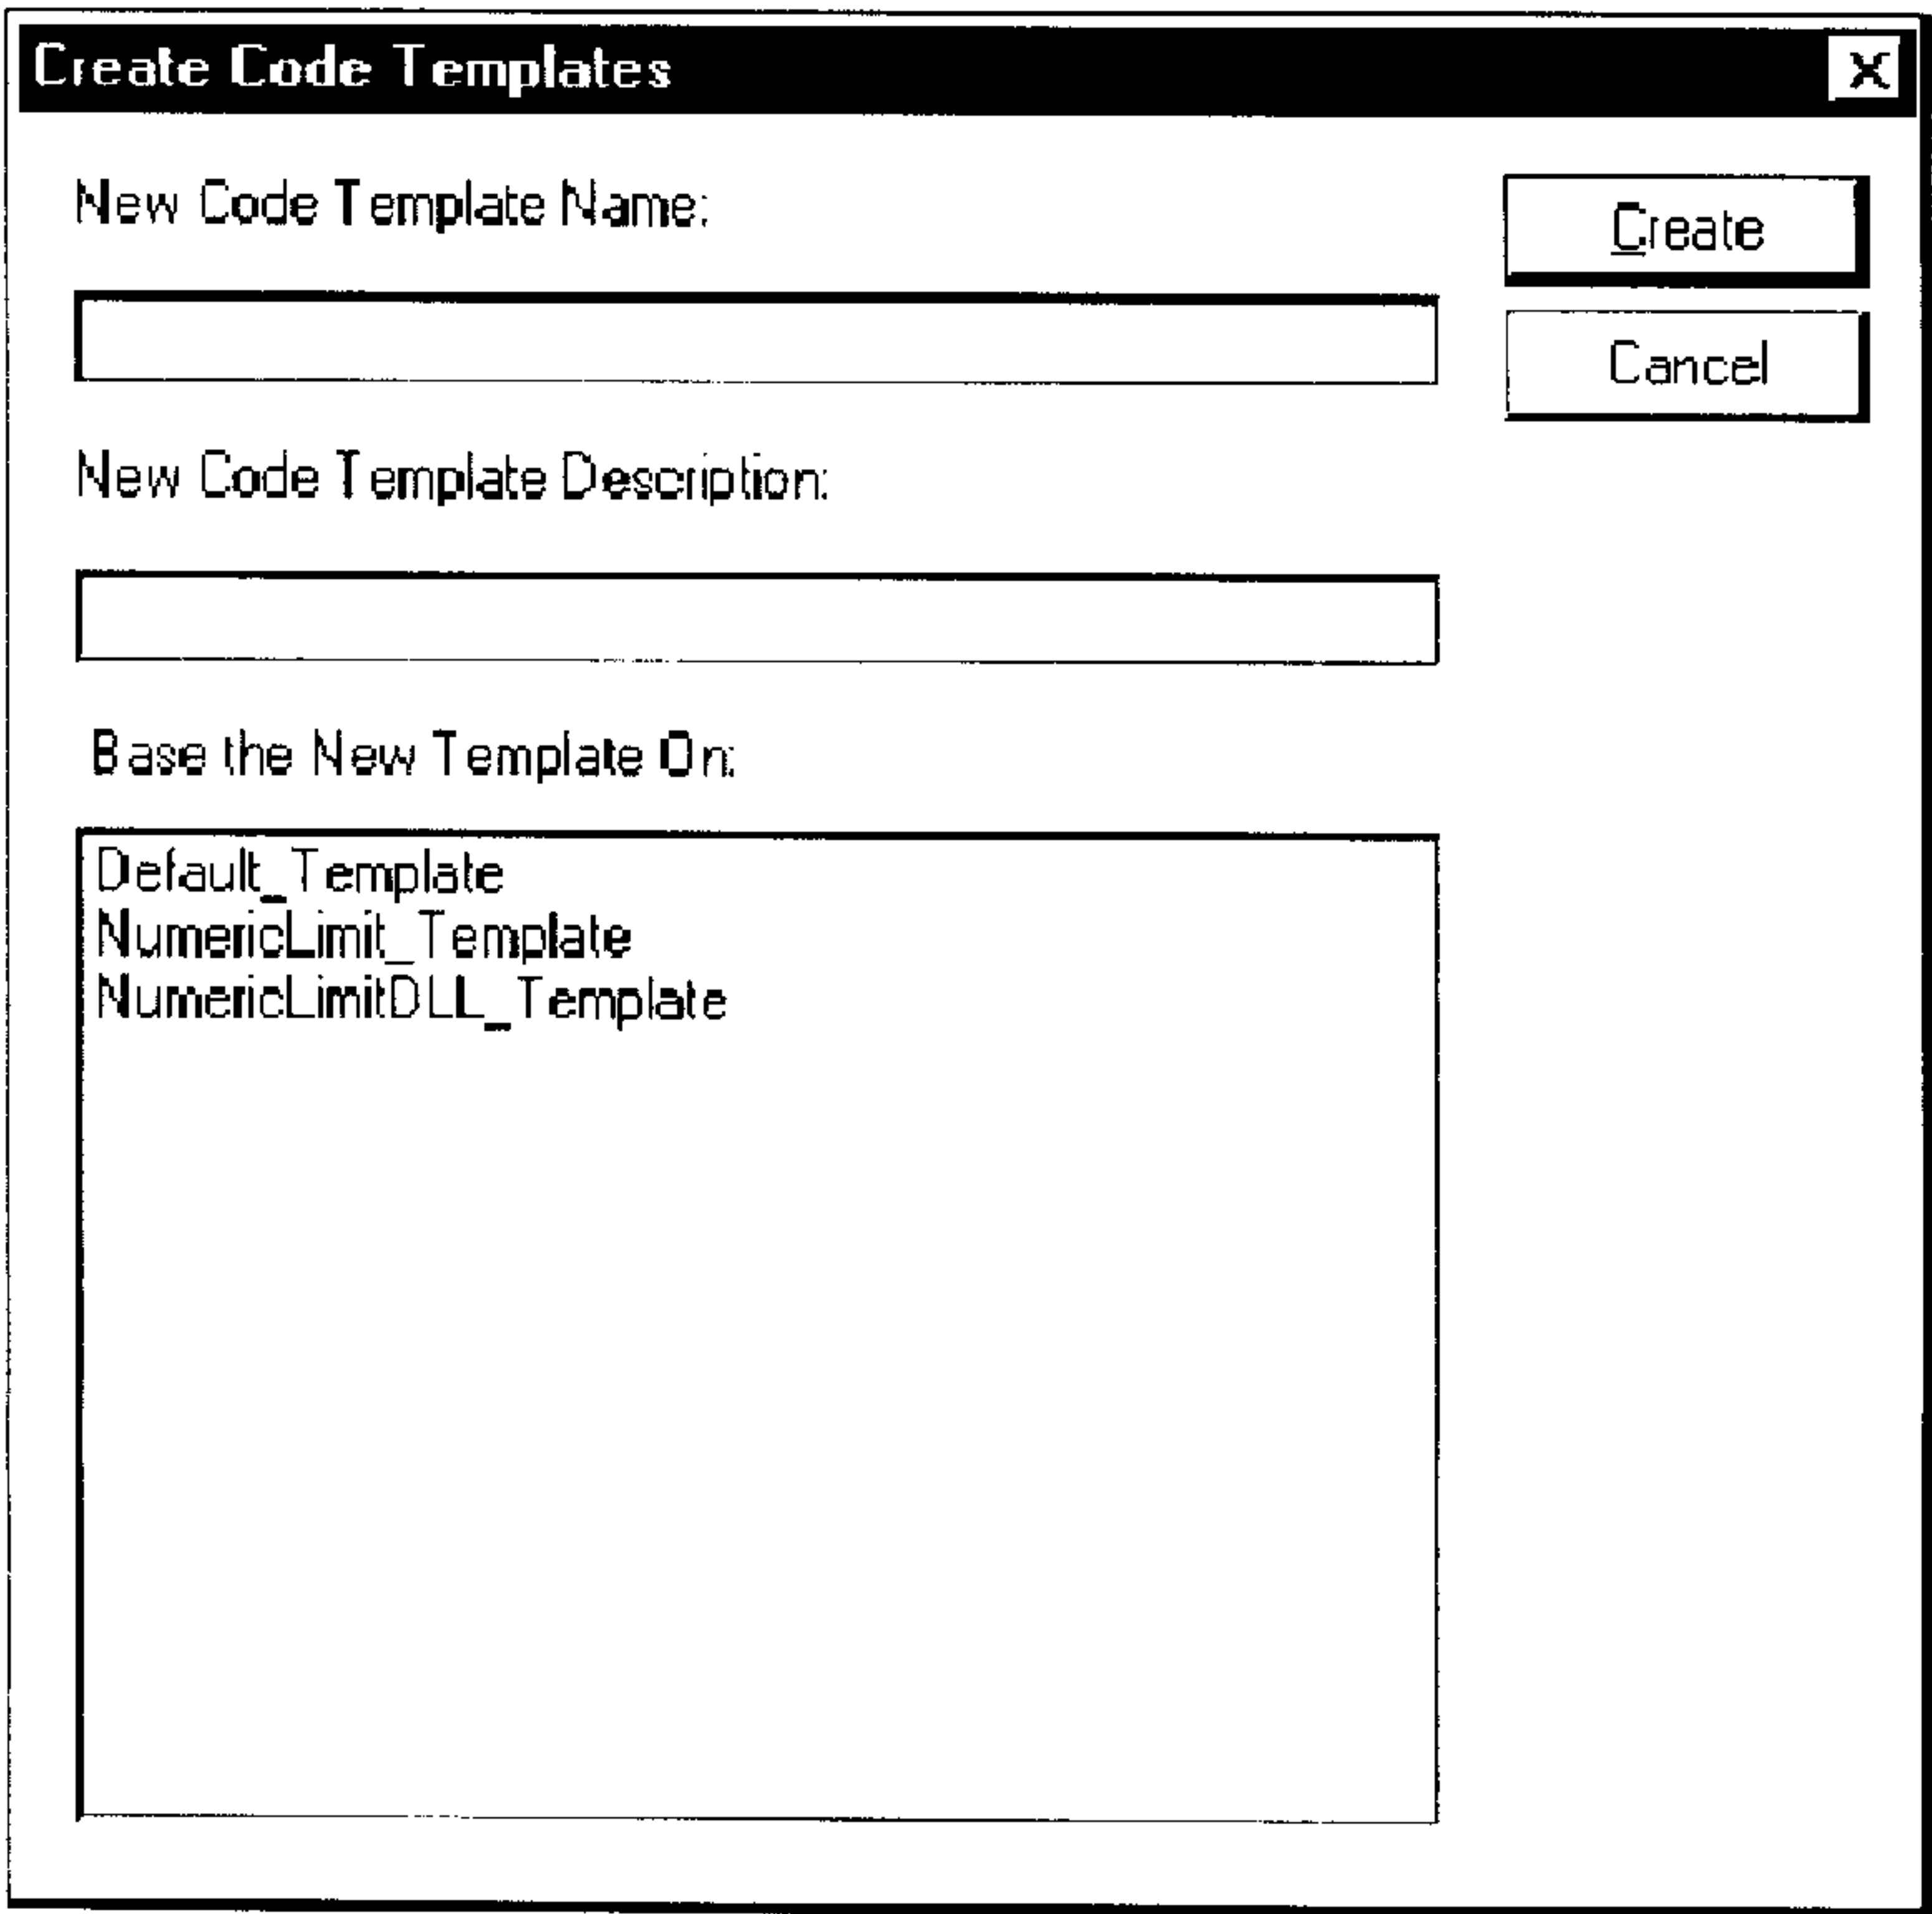 Create Code Templates
X
New Code Template Name:
Create
Cancel
New Code Template Description:
Base the New Template On:
Default_Template
NumericLimit_Template
NumericLimitDLL_Template